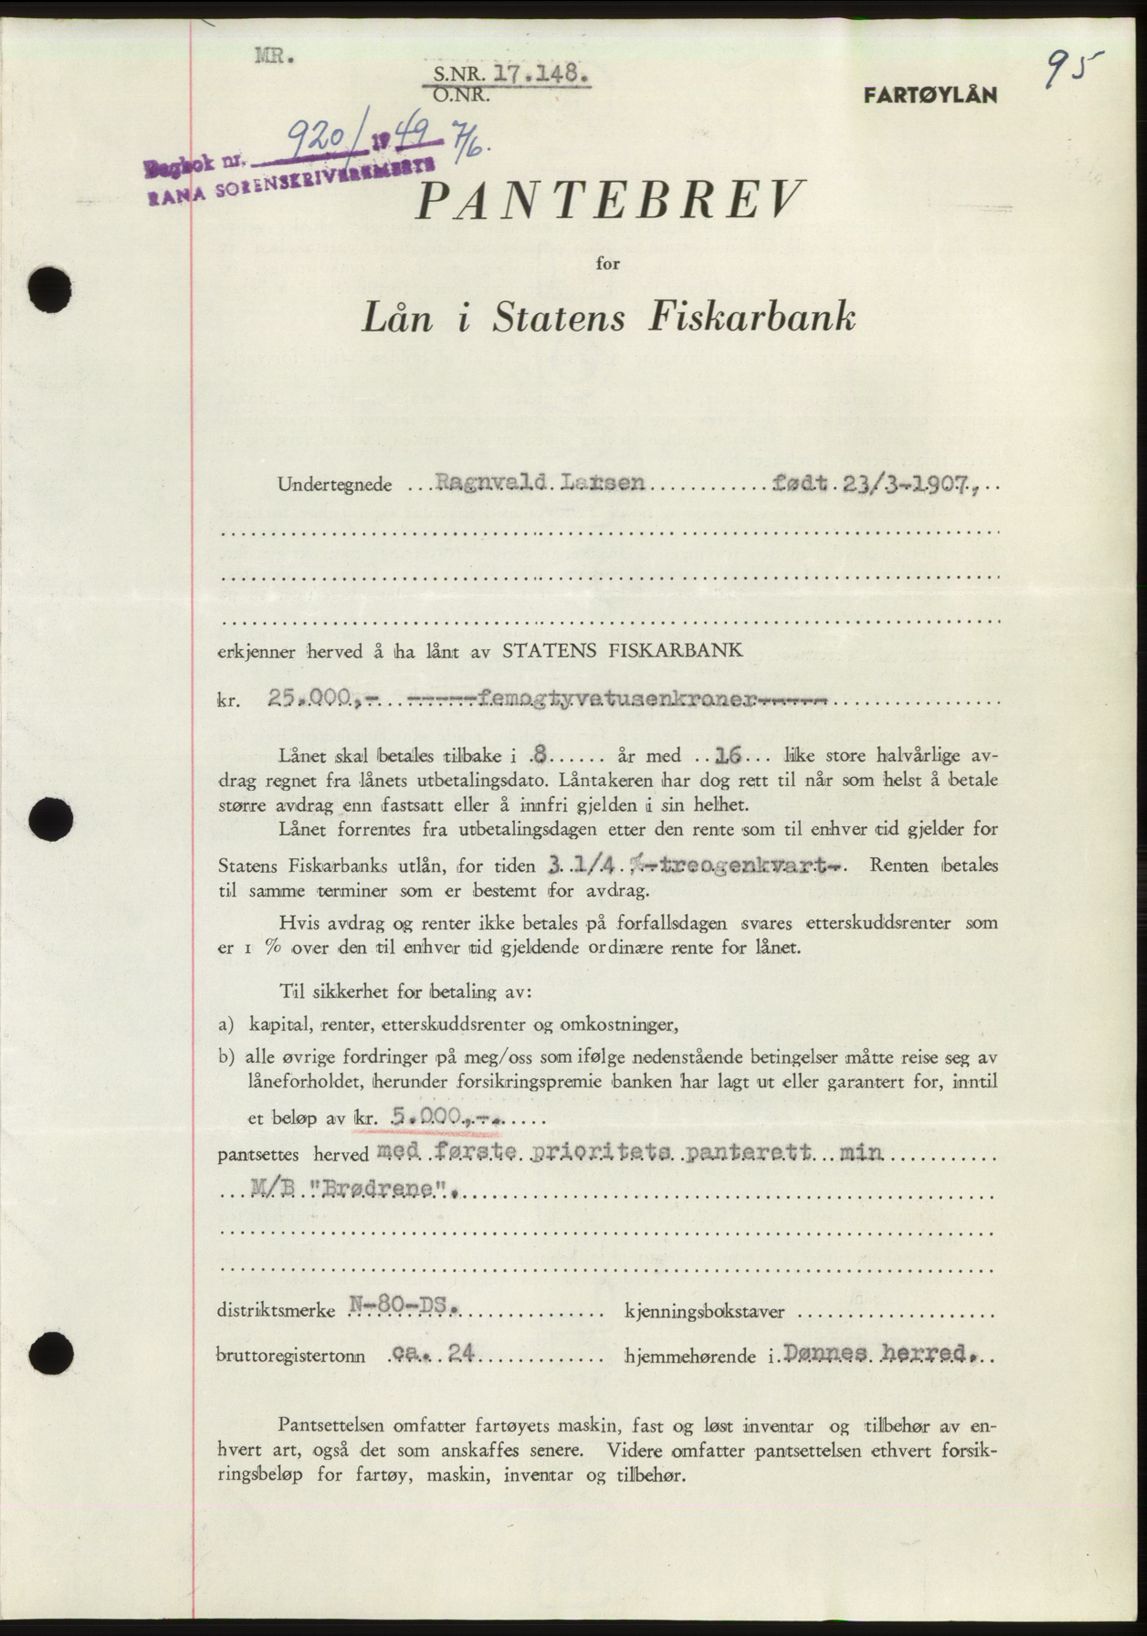 MR.
95
S.NR. 17.148.
O.NR.
FARTØYLÅN
Dagbok nr. 920/1949 7/6.
RANA SORENSKRIVEREMBETE
PANTEBREV
for
Lån i Statens Fiskarbank
Undertegnede ...Ragnvald Larsen............født 23/3-1907,..
erkjenner herved å ha lånt av STATENS FISKARBANK
kr. 25.000,-...------femogtyvetusenkroner-----
Lånet skal betales tilbake i .8...... år med ..16... like store halvårlige av-
drag regnet fra lånets utbetalingsdato. Låntakeren har dog rett til når som helst å betale
større avdrag enn fastsatt eller å innfri gjelden i sin helhet.
Lånet forrentes fra utbetalingsdagen etter den rente som til enhver tid gjelder for
Statens Fiskarbanks utlån, for tiden 3 1/4 %-treogenkvart-. Renten betales
til samme terminer som er bestemt for avdrag.
Hvis avdrag og renter ikke betales på forfallsdagen svares etterskuddsrenter som
er 1 % over den til enhver tid gjeldende ordinære rente for lånet.
Til sikkerhet for betaling av:
a) kapital, renter, etterskuddsrenter og omkostninger,
b) alle øvrige fordringer på meg/oss som ifølge nedenstående betingelser måtte reise seg av
låneforholdet, herunder forsikringspremie banken har lagt ut eller garantert for, inntil
et beløp av kr. 5.000,-......
pantsettes herved med første prioritets panterett min
...M/B "Brødrene".
distriktsmerke N-80-DS............... kjenningsbokstaver ....................
bruttoregistertonn .ca. 24............. hjemmehørende i.Dønnes herred...
Pantsettelsen omfatter fartøyets maskin, fast og løst inventar og tilbehør av en-
hvert art, også det som anskaffes senere. Videre omfatter pantsettelsen ethvert forsik-
ringsbeløp for fartøy, maskin, inventar og tilbehør.